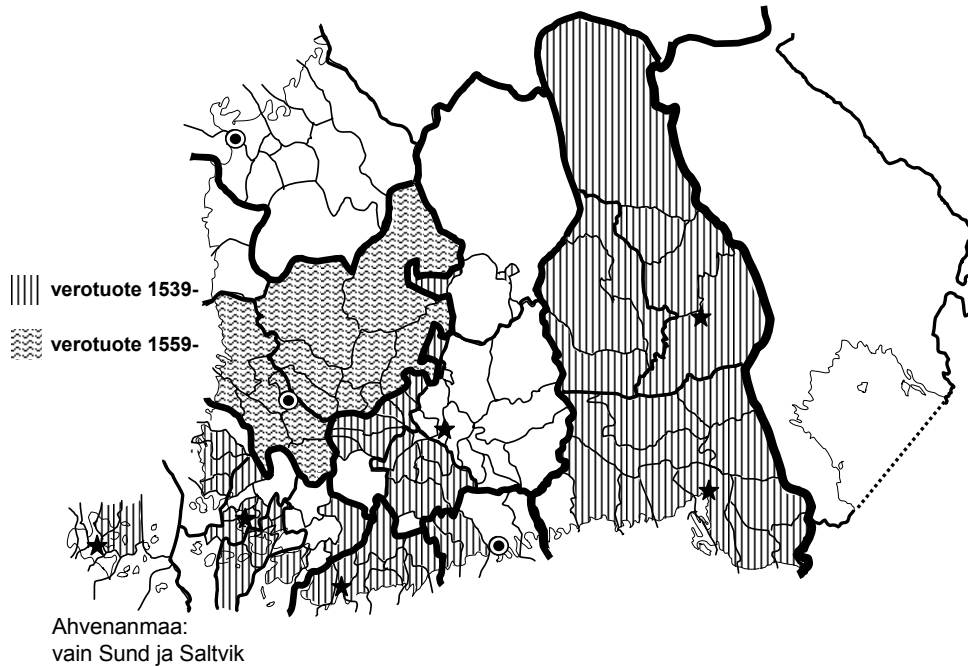 verotuote 1539-
verotuote 1559-
Ahvenanmaa:
vain Sund ja Saltvik